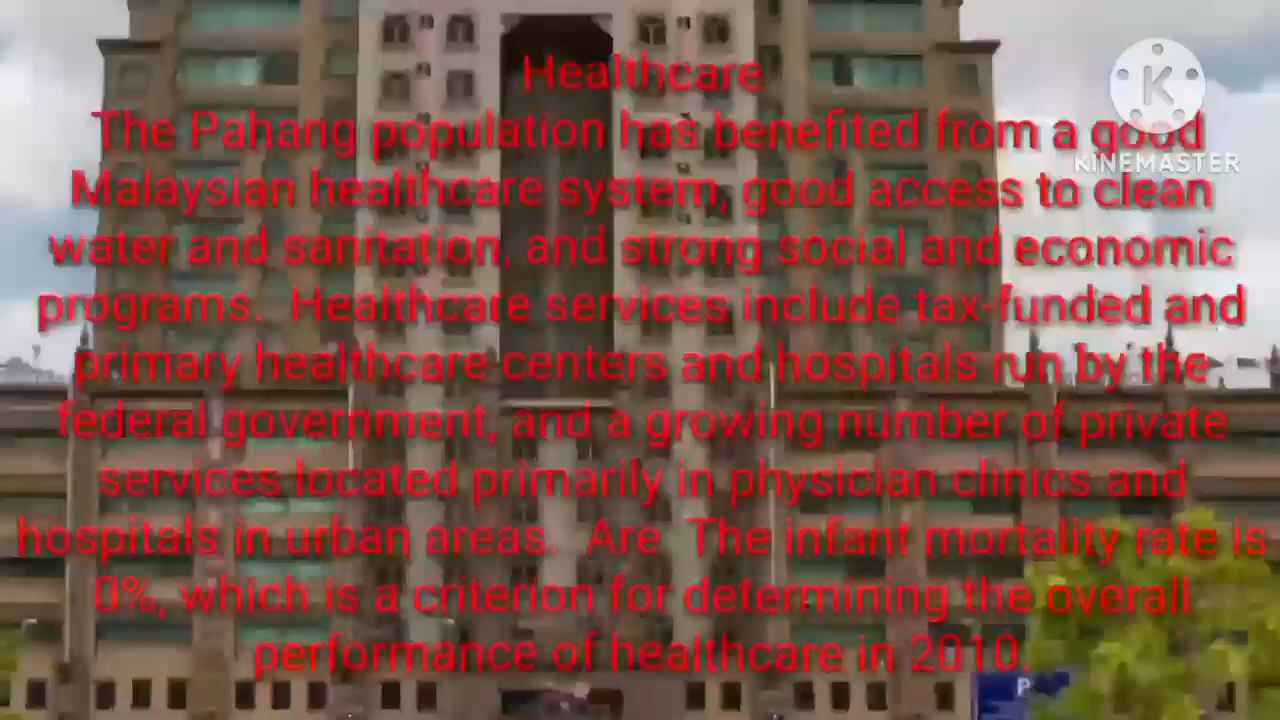 Healthcare
The Pahang population has benefited from a good
Malaysian healthcare system, good access to clean
water and sanitation, and strong social and economic
programs.  Healthcare services include tax-funded and
primary healthcare centers and hospitals run by the
federal government, and a growing number of private
services located primarily in physician clinics and
hospitals in urban areas.  Are  The infant mortality rate is
0%, which is a criterion for determining the overall
performance of healthcare in 2010.
K
KINEMASTER
P